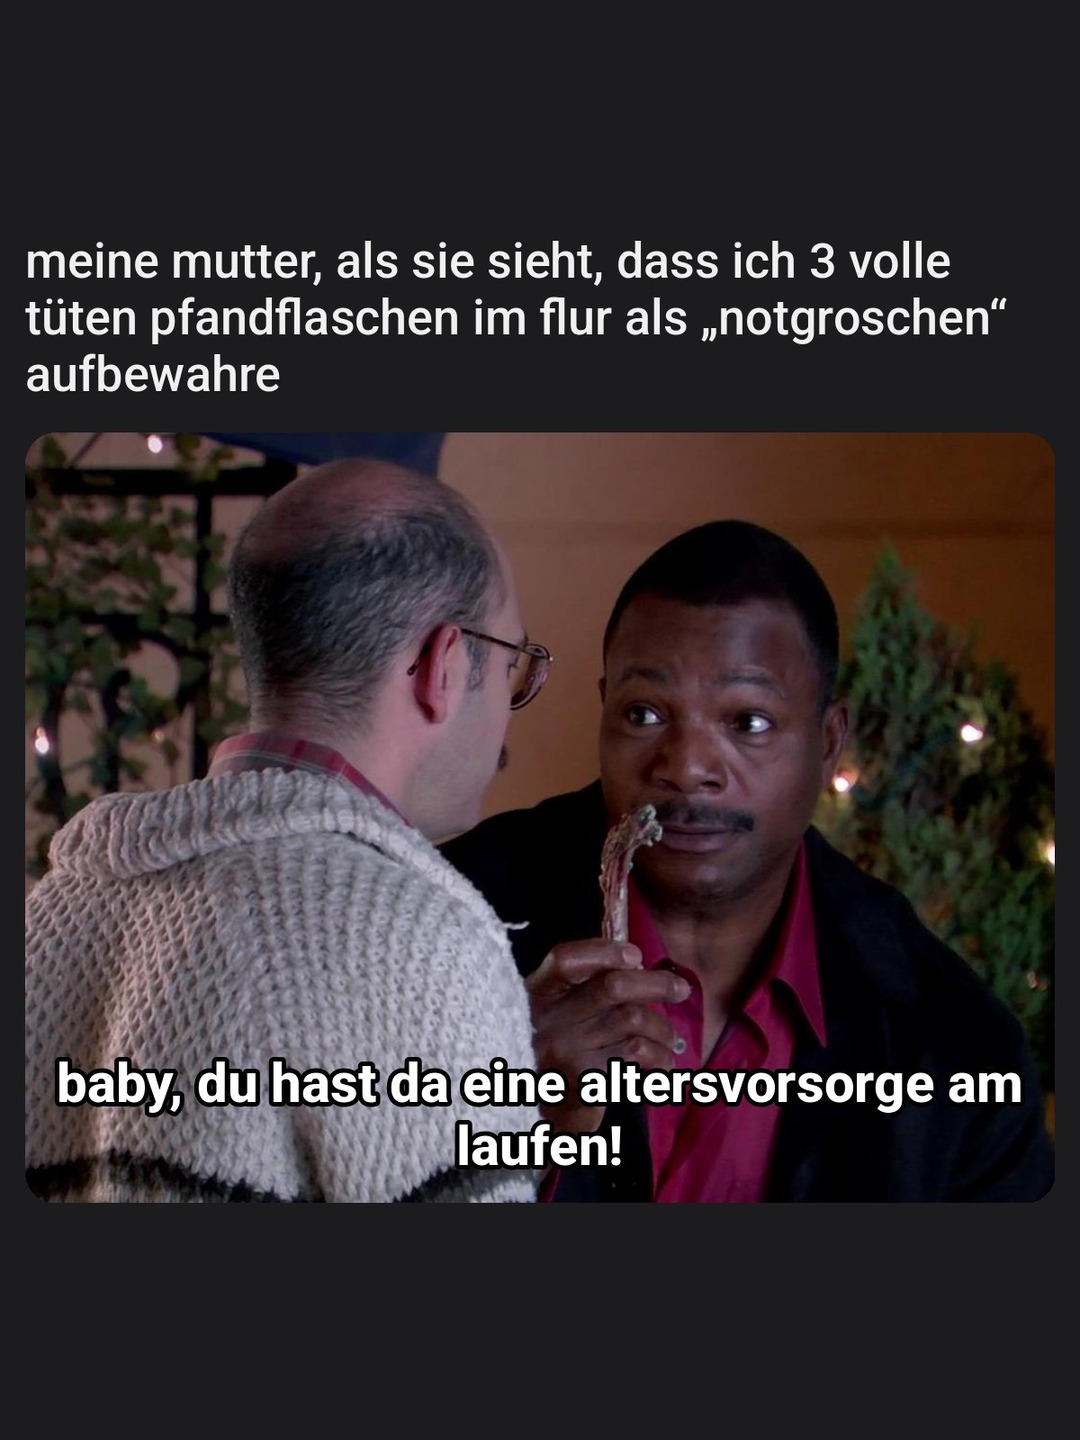 meine mutter, als sie sieht, dass ich 3 volle
tüten pfandflaschen im flur als „notgroschen“
aufbewahre
baby, du hast da eine altersvorsorge am
laufen!